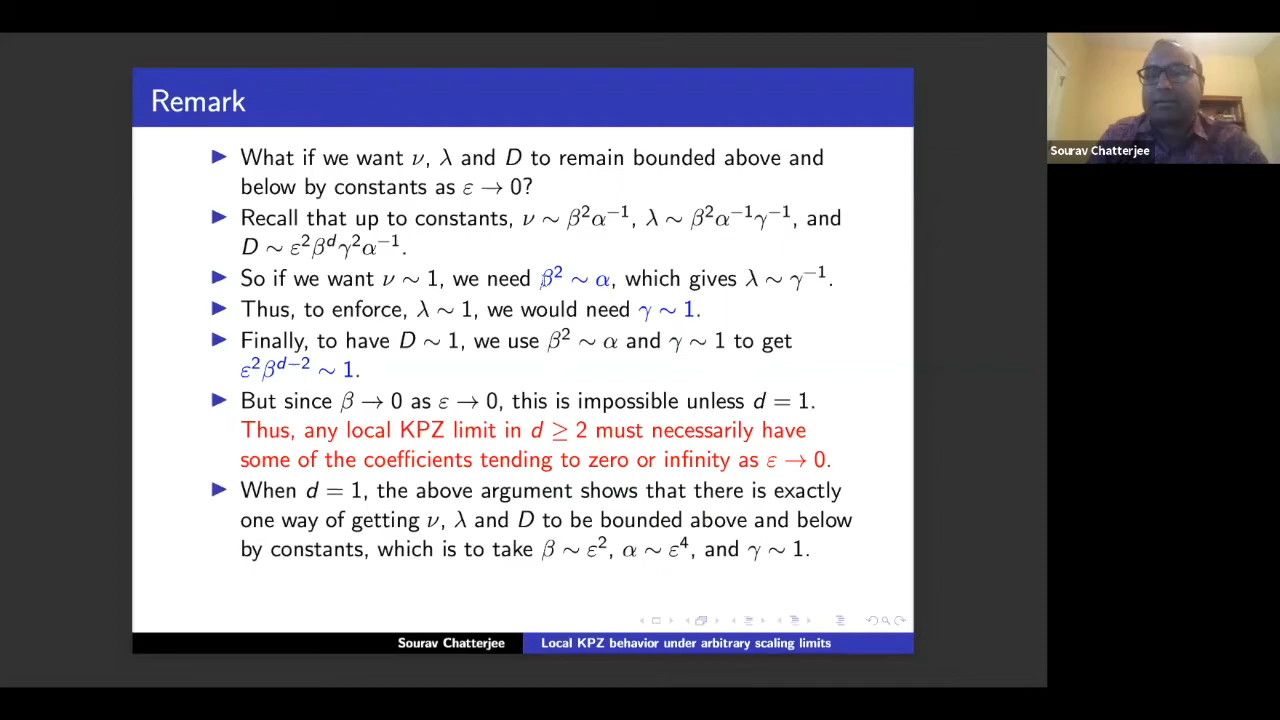 Remark
▶ What if we want ν, λ and D to remain bounded above and
below by constants as ε → 0?
▶ Recall that up to constants, ν ∼ β²α⁻¹, λ ∼ β²α⁻¹γ⁻¹, and
D ∼ ε²βᵈγ²α⁻¹.
▶ So if we want ν ∼ 1, we need β² ∼ α, which gives λ ∼ γ⁻¹.
▶ Thus, to enforce, λ ∼ 1, we would need γ ∼ 1.
▶ Finally, to have D ∼ 1, we use β² ∼ α and γ ∼ 1 to get
ε²βᵈ⁻² ∼ 1.
▶ But since β → 0 as ε → 0, this is impossible unless d = 1.
Thus, any local KPZ limit in d ≥ 2 must necessarily have
some of the coefficients tending to zero or infinity as ε → 0.
▶ When d = 1, the above argument shows that there is exactly
one way of getting ν, λ and D to be bounded above and below
by constants, which is to take β ∼ ε², α ∼ ε⁴, and γ ∼ 1.
Sourav Chatterjee Local KPZ behavior under arbitrary scaling limits
Sourav Chatterjee